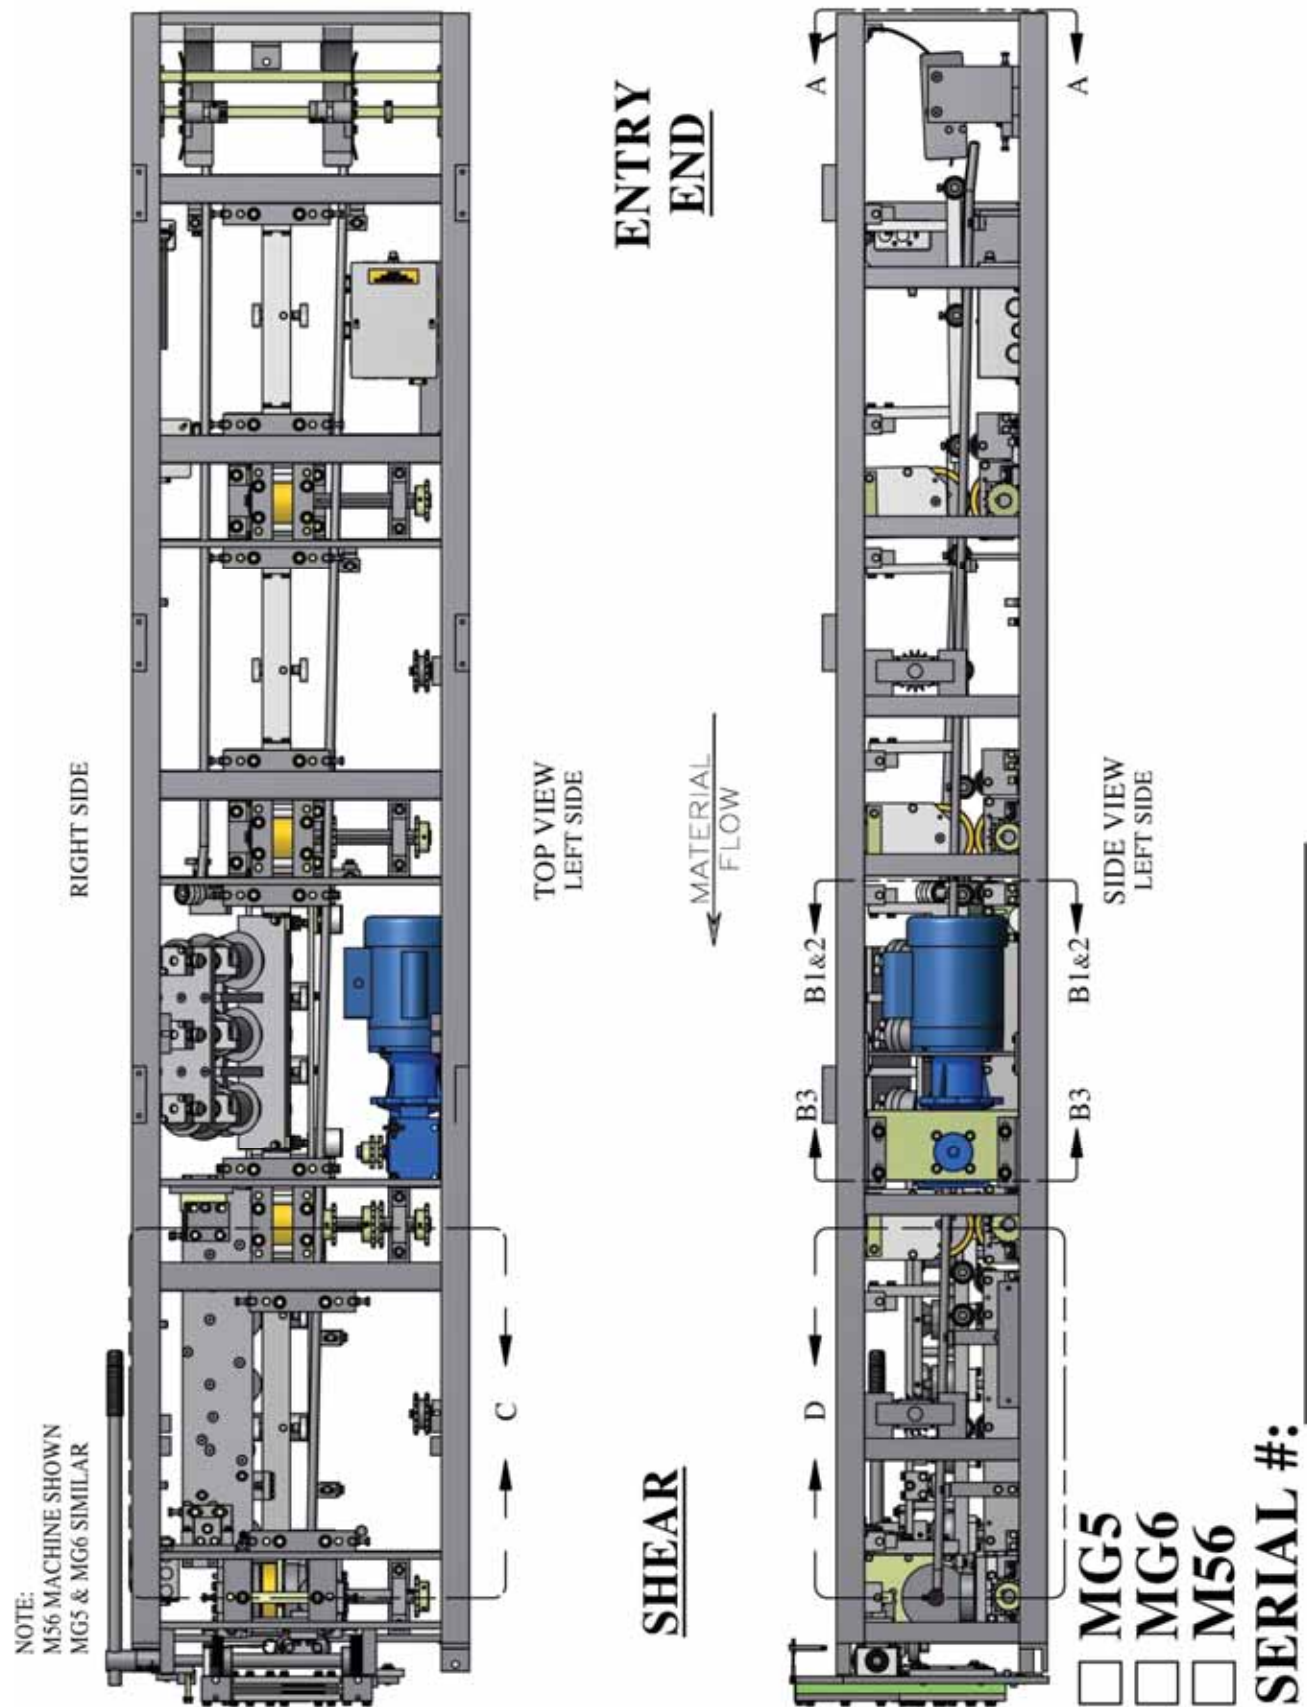 NOTE:
M56 MACHINE SHOWN
MG5 & MG6 SIMILAR
RIGHT SIDE
C
TOP VIEW
LEFT SIDE
SHEAR
ENTRY
END
MATERIAL
FLOW
D
B3
B1&2
A
B3
B1&2
A
SIDE VIEW
LEFT SIDE
MG5
MG6
M56
SERIAL #: